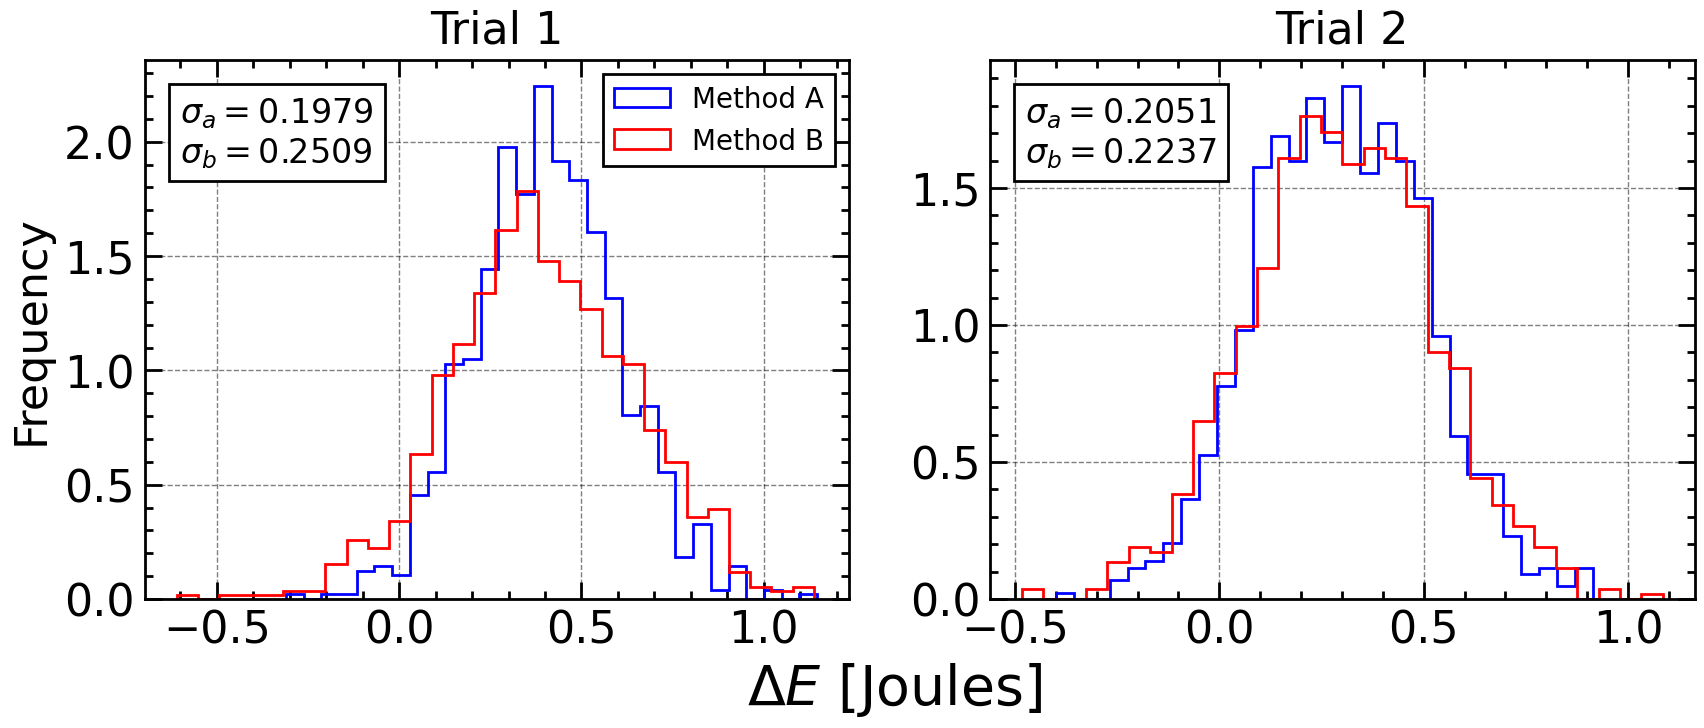 Trial 1
Trial 2
σa = 0.1979
σb = 0.2509
Method A
Method B
σa = 0.2051
σb = 0.2237
Frequency
2.0
1.5
1.0
0.5
0.0
1.5
1.0
0.5
0.0
−0.5 0.0 0.5 1.0
−0.5 0.0 0.5 1.0
ΔE [Joules]